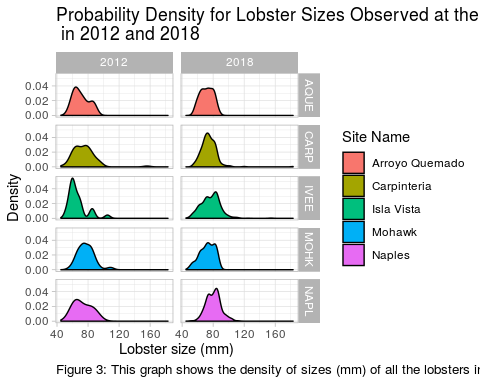 Probability Density for Lobster Sizes Observed at the
in 2012 and 2018
2012 2018
0.04
0.02
0.00
AQUE
0.04
0.02
0.00
CARP
0.04
0.02
0.00
IVEE
0.04
0.02
0.00
MOHK
0.04
0.02
0.00
NAPL
40 80 120 160 40 80 120 160
Density
Lobster size (mm)
Site Name
Arroyo Quemado
Carpinteria
Isla Vista
Mohawk
Naples
Figure 3: This graph shows the density of sizes (mm) of all the lobsters i